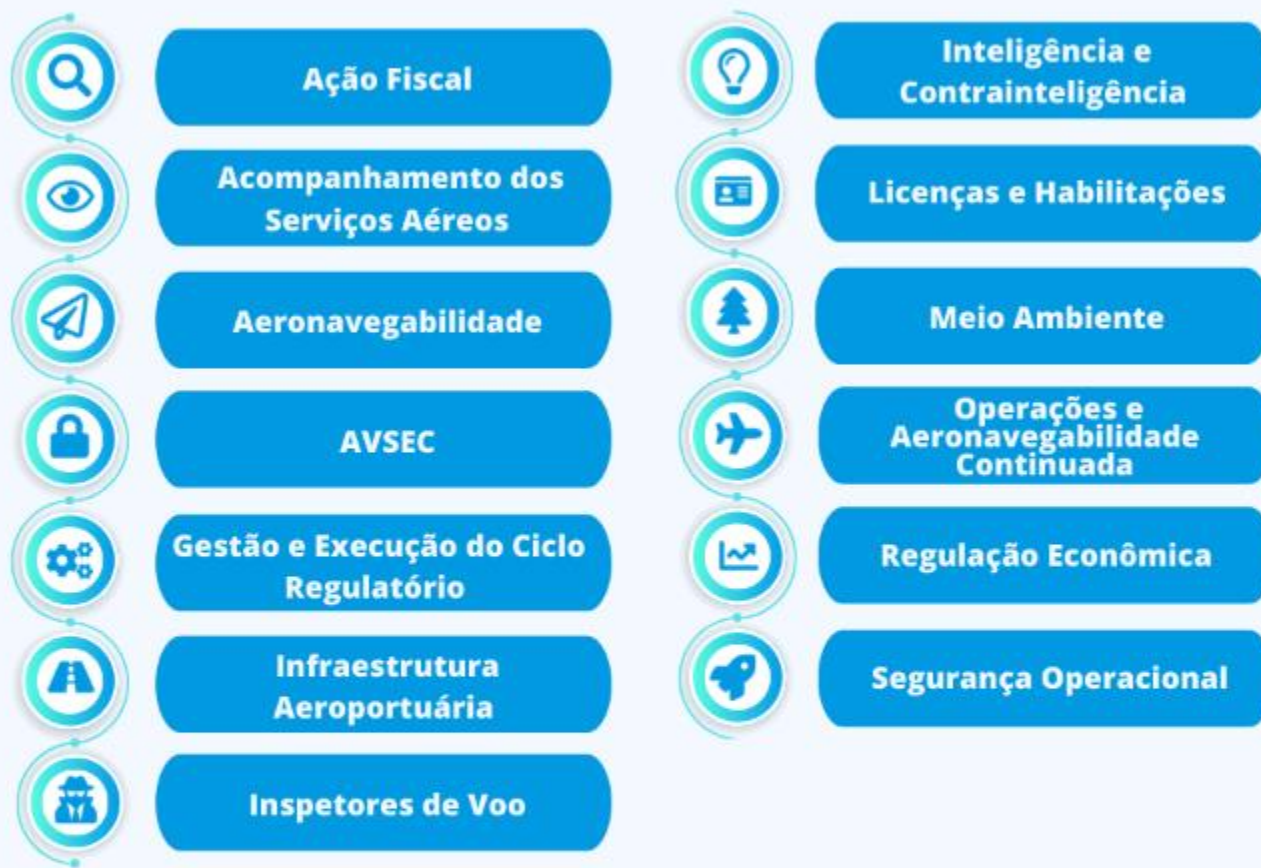 Ação Fiscal
Acompanhamento dos
Serviços Aéreos
Aeronavegabilidade
AVSEC
Gestão e Execução do Ciclo
Regulatório
Infraestrutura
Aeroportuária
Inspetores de Voo
Inteligência e
Contrainteligência
Licenças e Habilitações
Meio Ambiente
Operações e
Aeronavegabilidade
Continuada
Regulação Econômica
Segurança Operacional